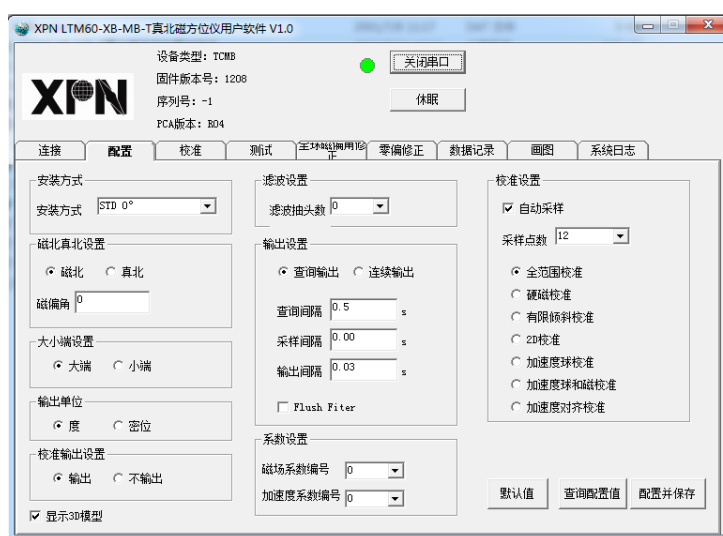 XPN LTM60-XB-MB-T真北磁方位仪用户软件 V1.0
设备类型: TCMB
固件版本号: 1208
序列号: -1
PCA版本: R04
XPN
关闭串口
休眠
连接 配置 校准 测试 零偏修正 数据记录 画图 系统日志
安装方式
安装方式 STD 0°
磁北真北设置
磁北 真北
磁偏角 0
大小端设置
大端 小端
输出单位
度 密位
校准输出设置
输出 不输出
显示3D模型
滤波设置
滤波抽头数 0
输出设置
查询输出 连续输出
查询间隔 0.5 s
采样间隔 0.00 s
输出间隔 0.03 s
Flush Fiter
系数设置
磁场系数编号 0
加速度系数编号 0
校准设置
自动采样
采样点数 12
全范围校准
硬磁校准
有限倾斜校准
2D校准
加速度球校准
加速度球和磁校准
加速度对齐校准
默认值 查询配置值 配置并保存